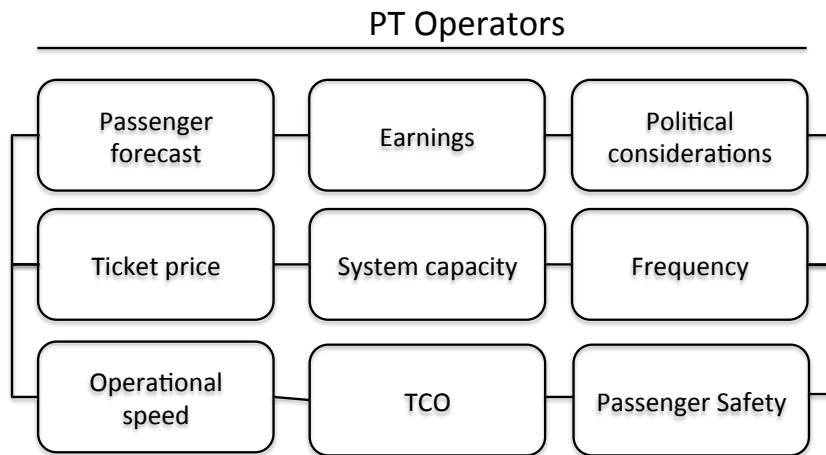 PT Operators
Passenger
forecast
Earnings
Political
considerations
Ticket price
System capacity
Frequency
Operational
speed
TCO
Passenger Safety